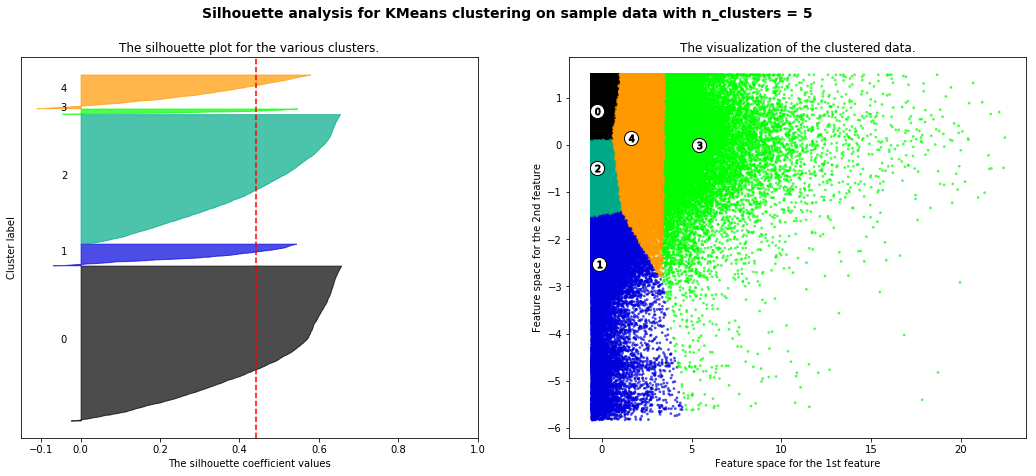 Silhouette analysis for KMeans clustering on sample data with n_clusters = 5
The silhouette plot for the various clusters.
Cluster label
4
3
2
1
0
−0.1 0.0 0.2 0.4 0.6 0.8 1.0
The silhouette coefficient values
The visualization of the clustered data.
Feature space for the 2nd feature
1
0
−1
−2
−3
−4
−5
−6
0
4
3
2
1
0 5 10 15 20
Feature space for the 1st feature